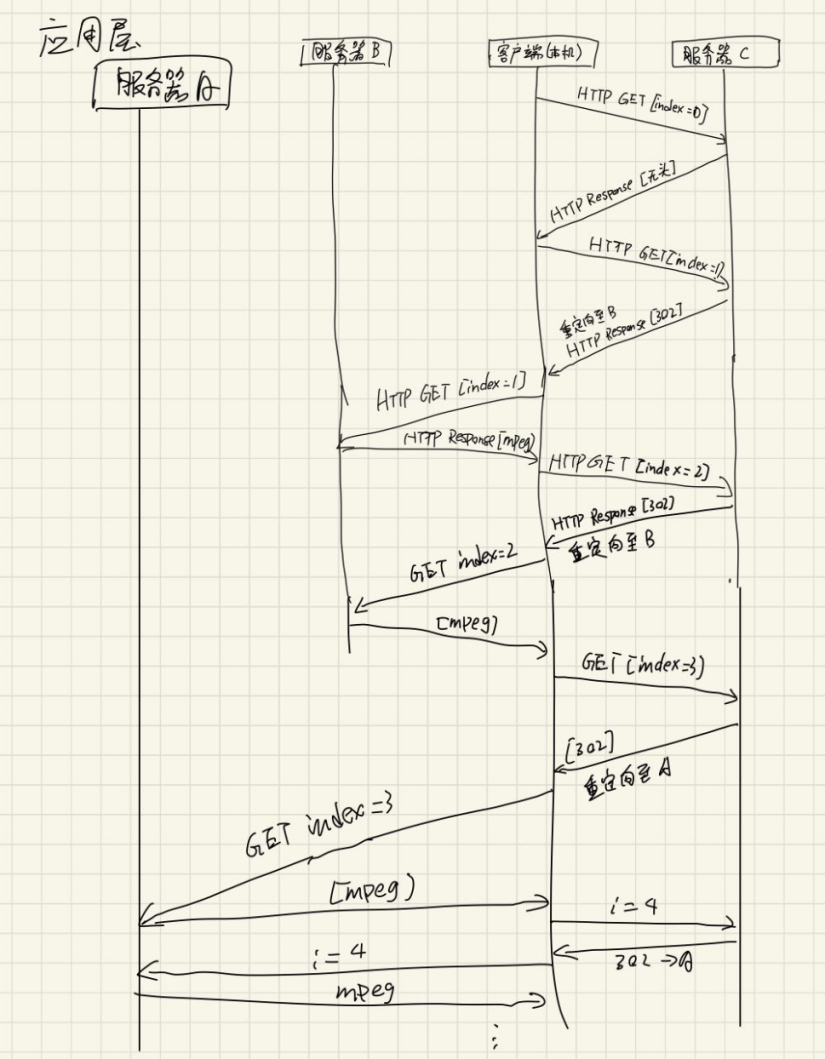 应用层
服务器A
服务器B
客户端(本机)
服务器C
HTTP GET [index=0]
HTTP Response [无头]
HTTP GET[index=1]
重定向至B
HTTP Response [302]
HTTP GET [index=1]
HTTP Response[mpeg)
HTTP GET [index=2]
HTTP Response [302]
重定向至B
GET index=2
[mpeg)
GET [index=3)
[302]
重定向至A
GET index=3
[mpeg)
i=4
302→A
i=4
mpeg
⋮